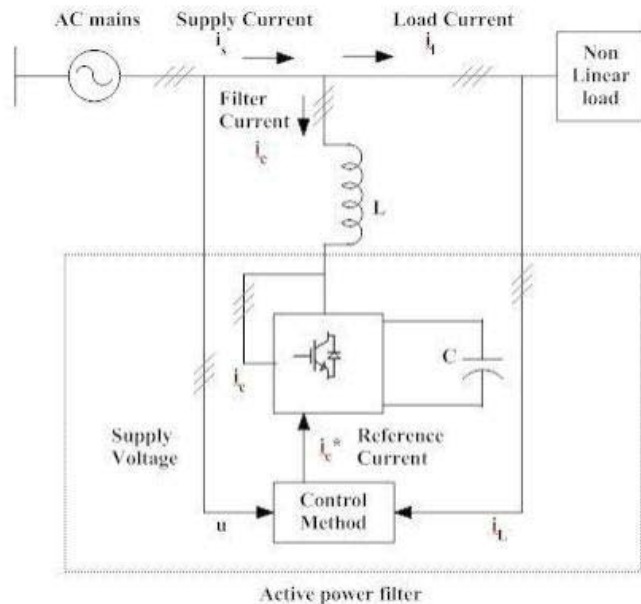 AC mains
Supply Current
i_s
Load Current
i_l
Non
Linear
load
Filter
Current
i_c
L
C
i_c
Supply
Voltage
i_c*
Reference
Current
Control
Method
u
i_L
Active power filter